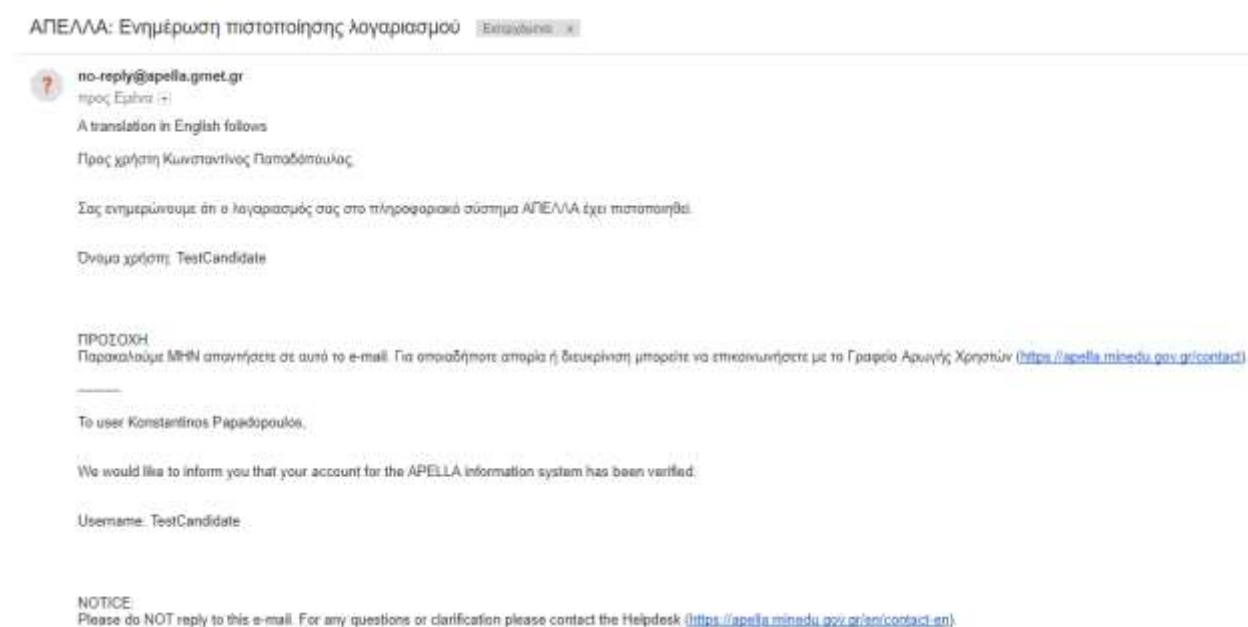 ΑΠΕΛΛΑ: Ενημέρωση πιστοποίησης λογαριασμού Εισερχόμενα x
?
no-reply@apella.grnet.gr
προς Εμένα
A translation in English follows
Προς χρήστη Κωνσταντίνος Παπαδόπουλος,
Σας ενημερώνουμε ότι ο λογαριασμός σας στο πληροφοριακό σύστημα ΑΠΕΛΛΑ έχει πιστοποιηθεί.
Όνομα χρήστη: TestCandidate
ΠΡΟΣΟΧΗ
Παρακαλούμε ΜΗΝ απαντήσετε σε αυτό το e-mail. Για οποιαδήποτε απορία ή διευκρίνιση μπορείτε να επικοινωνήσετε με το Γραφείο Αρωγής Χρηστών (https://apella.minedu.gov.gr/contact)
To user Konstantinos Papadopoulos,
We would like to inform you that your account for the APELLA information system has been verified.
Username: TestCandidate
NOTICE:
Please do NOT reply to this e-mail. For any questions or clarification please contact the Helpdesk (https://apella.minedu.gov.gr/en/contact-en).